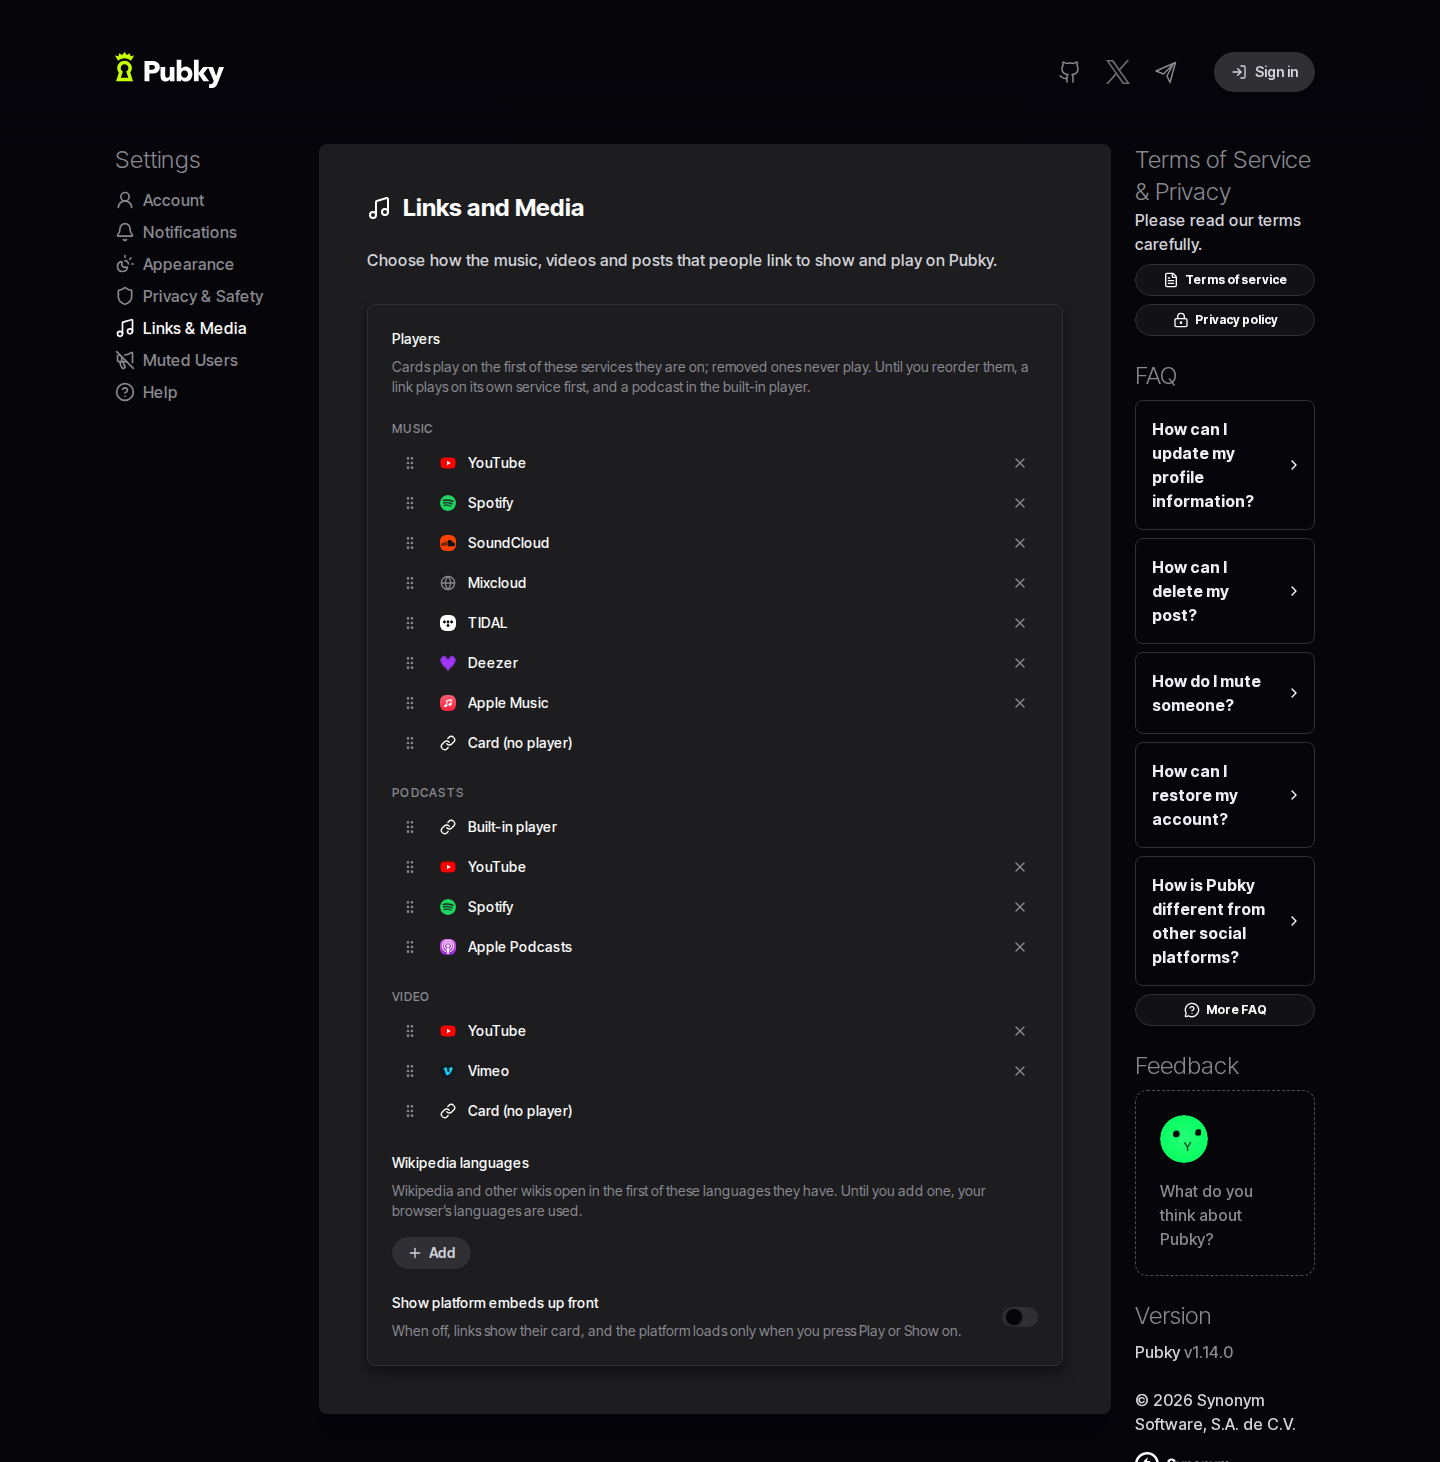 Pubky
Sign in
Settings
Account
Notifications
Appearance
Privacy & Safety
Links & Media
Muted Users
Help
Links and Media
Choose how the music, videos and posts that people link to show and play on Pubky.
Players
Cards play on the first of these services they are on; removed ones never play. Until you reorder them, a
link plays on its own service first, and a podcast in the built-in player.
MUSIC
YouTube
Spotify
SoundCloud
Mixcloud
TIDAL
Deezer
Apple Music
Card (no player)
PODCASTS
Built-in player
YouTube
Spotify
Apple Podcasts
VIDEO
YouTube
Vimeo
Card (no player)
Wikipedia languages
Wikipedia and other wikis open in the first of these languages they have. Until you add one, your
browser's languages are used.
Add
Show platform embeds up front
When off, links show their card, and the platform loads only when you press Play or Show on.
Terms of Service
& Privacy
Please read our terms
carefully.
Terms of service
Privacy policy
FAQ
How can I
update my
profile
information?
How can I
delete my
post?
How do I mute
someone?
How can I
restore my
account?
How is Pubky
different from
other social
platforms?
More FAQ
Feedback
What do you
think about
Pubky?
Version
Pubky v1.14.0
© 2026 Synonym
Software, S.A. de C.V.